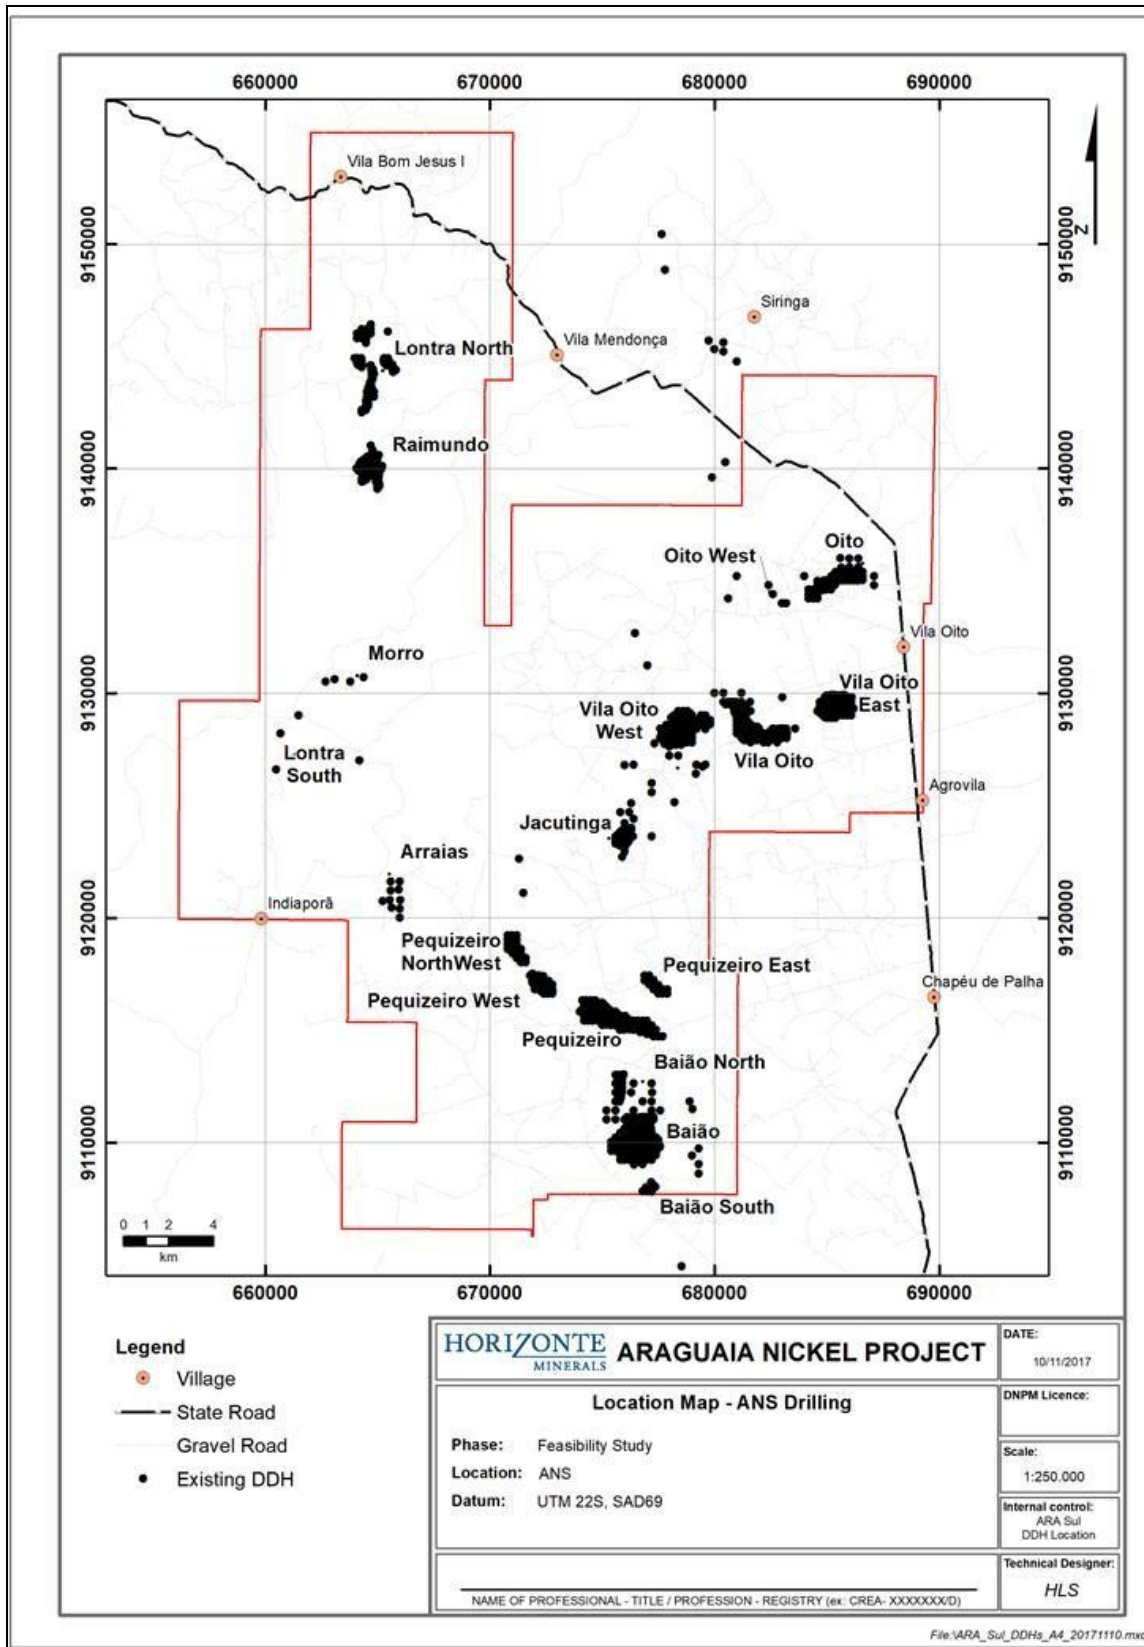 660000 670000 680000 690000
Vila Bom Jesus I
9150000 9150000
Z
Siringa
Vila Mendonça
Lontra North
Raimundo
9140000 9140000
Oito
Oito West
Vila Oito
Morro
9130000 9130000
Vila Oito
East
Vila Oito
West
Lontra
South
Vila Oito
Agrovila
Jacutinga
Arraias
Indiaporã
9120000 9120000
Pequizeiro
NorthWest
Pequizeiro East
Chapéu de Palha
Pequizeiro West
Pequizeiro
Baião North
Baião
9110000 9110000
Baião South
0 1 2 4
km
660000 670000 680000 690000
Legend
Village
State Road
Gravel Road
Existing DDH
HORIZONTE
MINERALS
ARAGUAIA NICKEL PROJECT
DATE:
10/11/2017
Location Map - ANS Drilling
DNPM Licence:
Phase: Feasibility Study
Location: ANS
Datum: UTM 22S, SAD69
Scale:
1:250.000
Internal control:
ARA Sul
DDH Location
Technical Designer:
HLS
NAME OF PROFESSIONAL - TITLE / PROFESSION - REGISTRY (ex: CREA- XXXXXXX/D)
File:\ARA_Sul_DDHs_A4_20171110.mxd